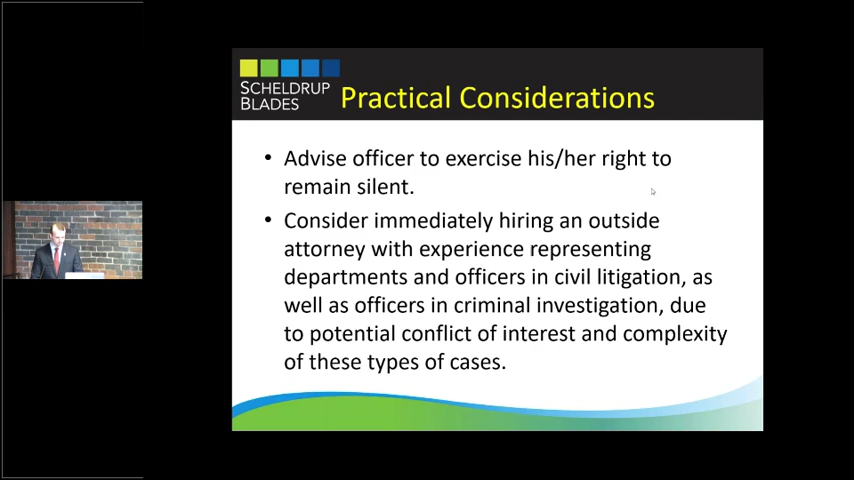 SCHELDRUP
BLADES
Practical Considerations
• Advise officer to exercise his/her right to
remain silent.
• Consider immediately hiring an outside
attorney with experience representing
departments and officers in civil litigation, as
well as officers in criminal investigation, due
to potential conflict of interest and complexity
of these types of cases.